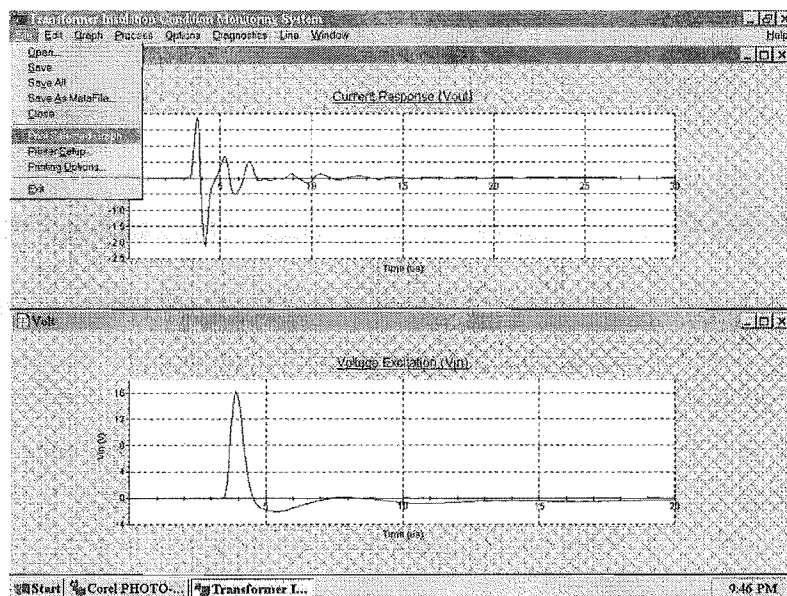 Transformer Insulation Condition Monitoring System
Edit Graph Process Options Diagnostics Line Window Help
Open...
Save
Save All
Save As MetaFile...
Close
Printer Setup...
Printing Options...
Exit
Current Response (Vout)
10 15 20 25 30
-1.0
-1.5
-2.0
-2.5
Time (us)
Volt
Voltage Excitation (Vin)
Vin (V)
16
12
8
4
0
-4
5 10 15 20
Time (us)
Start Corel PHOTO-... Transformer I... 9:46 PM